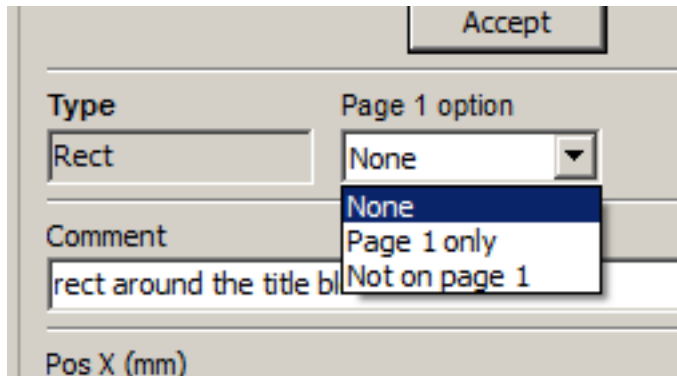 Accept
Type Page 1 option
Rect None
None
Comment Page 1 only
rect around the title Not on page 1
Pos X (mm)